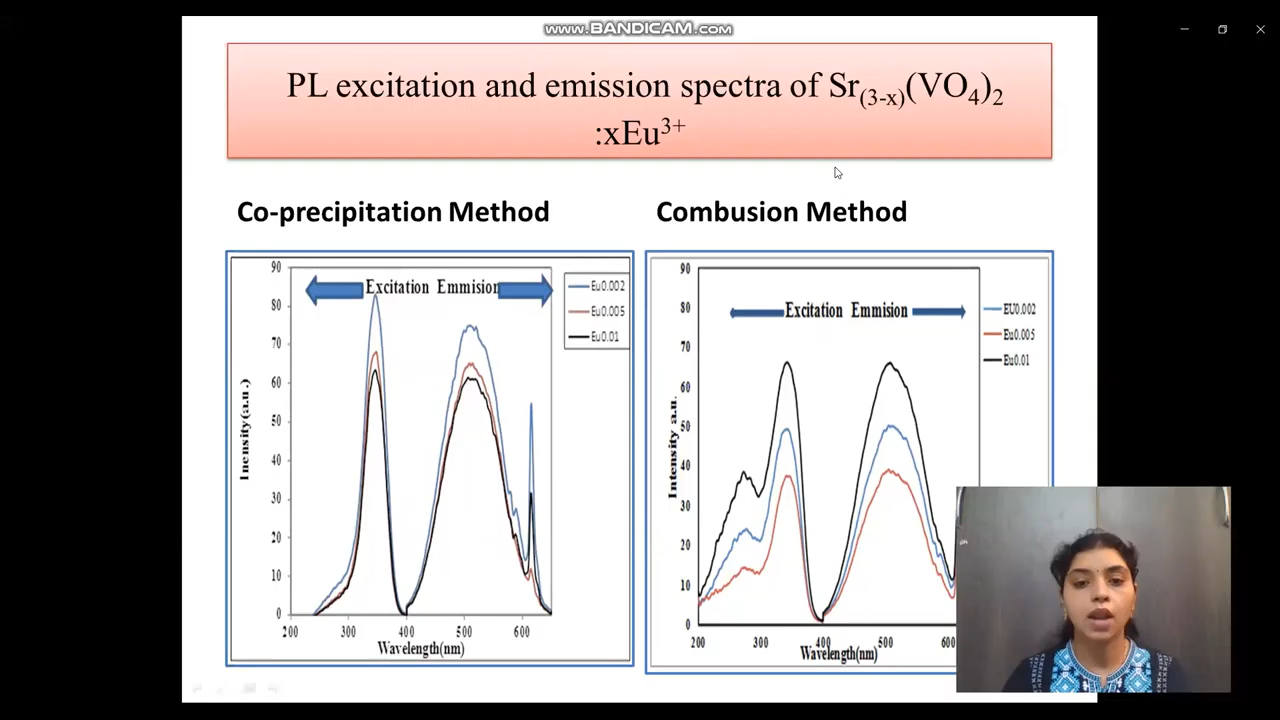 www.BANDICAM.com
PL excitation and emission spectra of Sr(3-x)(VO4)2
:xEu3+
Co-precipitation Method
Combusion Method
90
80
70
60
50
40
30
20
10
0
Inensity(a.u.)
Excitation Emmision
Eu0.002
Eu0.005
Eu0.01
200 300 400 500 600
Wavelength(nm)
90
80
70
60
50
40
30
20
10
0
Intensity a.u.
Excitation Emmision
EU0.002
Eu0.005
Eu0.01
200 300 400 500 600
Wavelength(nm)